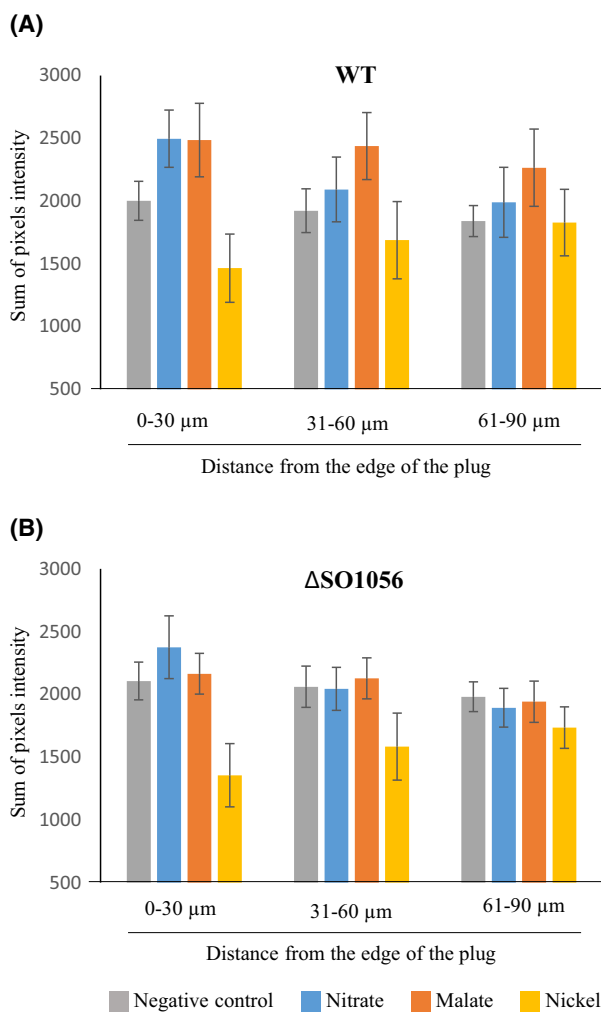 (A)
WT
3000
2500
2000
1500
1000
500
Sum of pixels intensity
0-30 µm 31-60 µm 61-90 µm
Distance from the edge of the plug
(B)
ΔSO1056
3000
2500
2000
1500
1000
500
Sum of pixels intensity
0-30 µm 31-60 µm 61-90 µm
Distance from the edge of the plug
Negative control Nitrate Malate Nickel